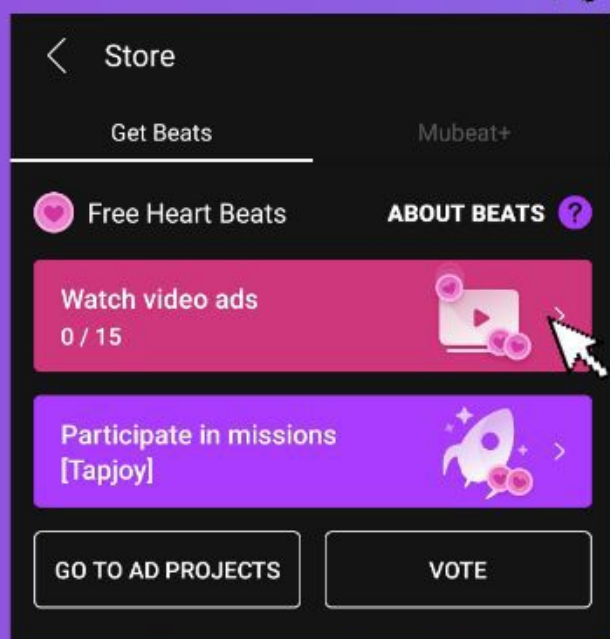 Store
Get Beats
Mubeat+
Free Heart Beats
ABOUT BEATS ?
Watch video ads
0 / 15
Participate in missions
[Tapjoy]
GO TO AD PROJECTS
VOTE